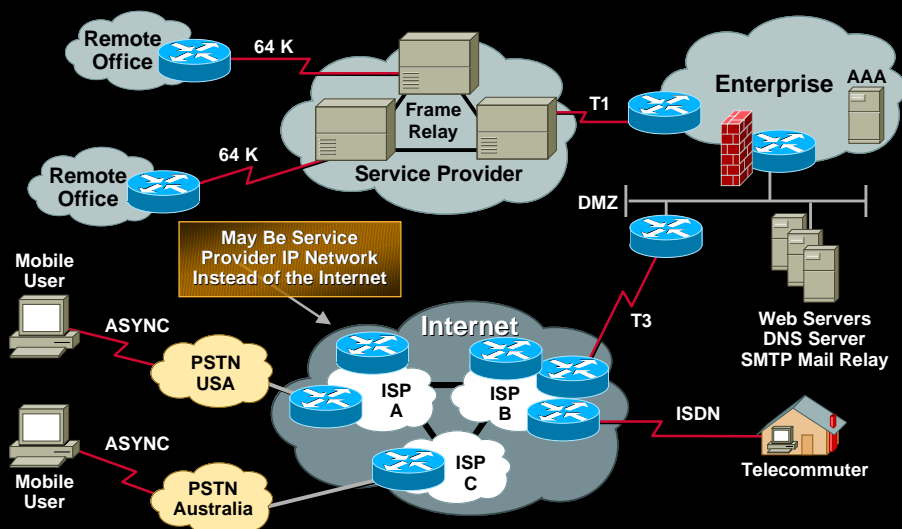 Remote
Office
64 K
Frame
Relay
Service Provider
T1
Enterprise
AAA
Remote
Office
64 K
DMZ
May Be Service
Provider IP Network
Instead of the Internet
Mobile
User
ASYNC
PSTN
USA
Internet
ISP
A
ISP
B
ISP
C
T3
Web Servers
DNS Server
SMTP Mail Relay
ISDN
Telecommuter
Mobile
User
ASYNC
PSTN
Australia